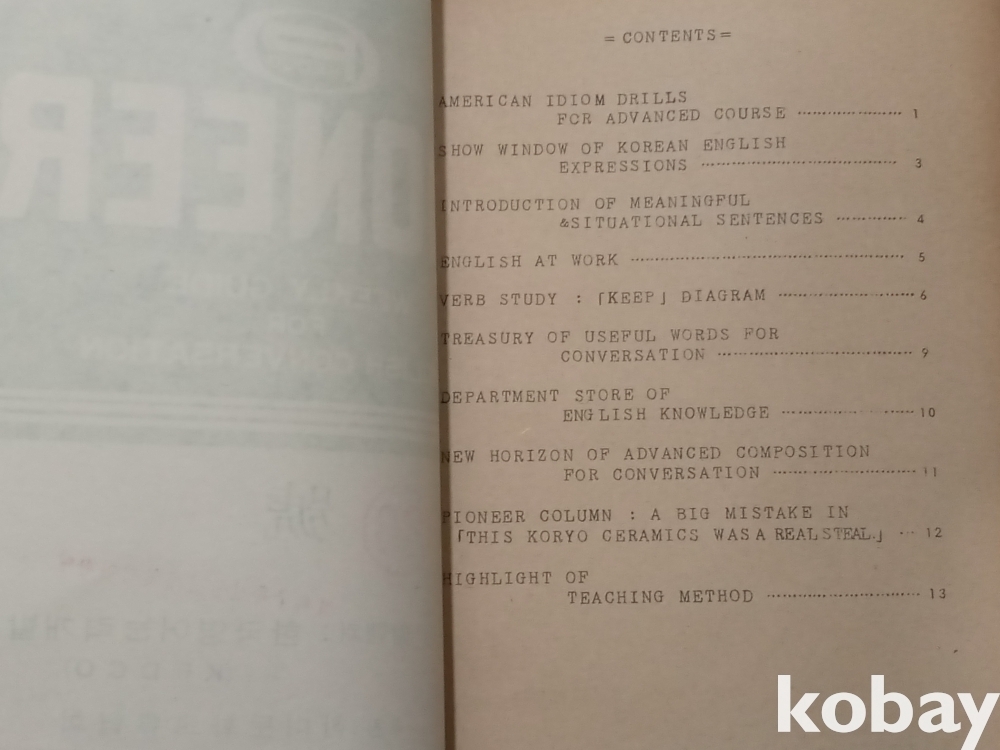 ONEER
= CONTENTS =
AMERICAN IDIOM DRILLS
FOR ADVANCED COURSE ········ 1
SHOW WINDOW OF KOREAN ENGLISH
EXPRESSIONS ········ 3
INTRODUCTION OF MEANINGFUL
&SITUATIONAL SENTENCES ········ 4
ENGLISH AT WORK ········ 5
VERB STUDY : 「KEEP」 DIAGRAM ········ 6
TREASURY OF USEFUL WORDS FOR
CONVERSATION ········ 9
DEPARTMENT STORE OF
ENGLISH KNOWLEDGE ········ 10
NEW HORIZON OF ADVANCED COMPOSITION
FOR CONVERSATION ········ 11
PIONEER COLUMN : A BIG MISTAKE IN
「THIS KORYO CERAMICS WAS A REAL STEAL.」 ··· 12
HIGHLIGHT OF
TEACHING METHOD ········ 13
kobay